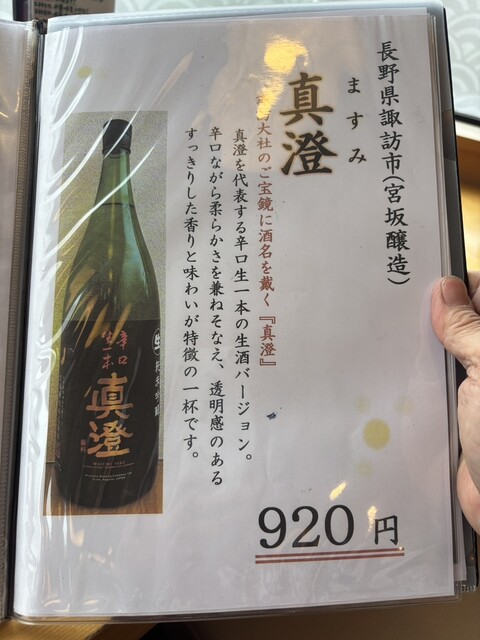 長野県諏訪市(宮坂醸造)
ますみ
真澄
大社のご宝鏡に酒名を戴く『真澄』
真澄を代表する辛口生一本の生酒バージョン。
辛口ながら柔らかさを兼ねそなえ、透明感のある
すっきりした香りと味わいが特徴の一杯です。
920円
辛口
生一本
生
純米吟醸
真澄